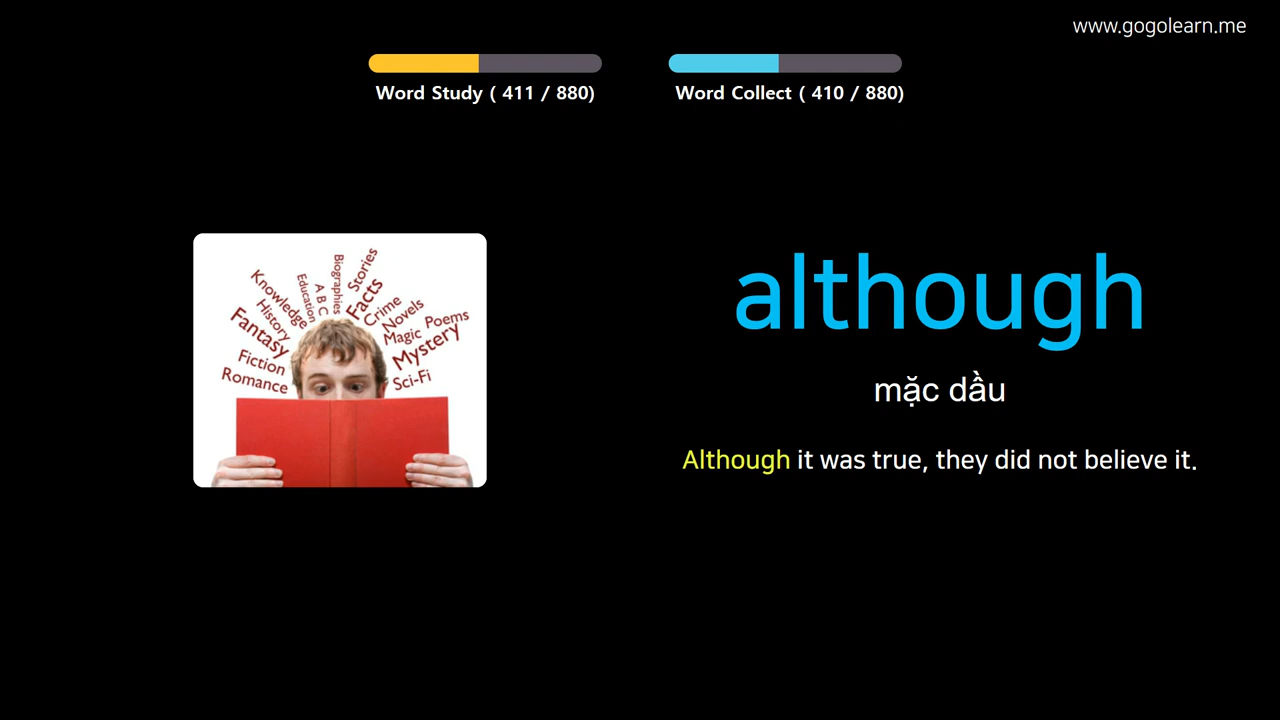 www.gogolearn.me
Word Study ( 411 / 880)
Word Collect ( 410 / 880)
Knowledge
History
Fantasy
Fiction
Romance
Education
A B C
Biographies
Stories
Facts
Crime
Novels
Magic
Poems
Mystery
Sci-Fi
although
mặc dầu
Although it was true, they did not believe it.